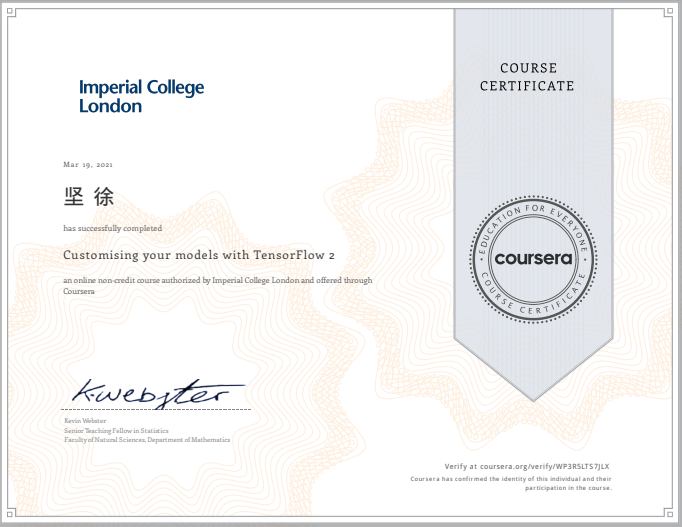 Imperial College
London
COURSE
CERTIFICATE
Mar 19, 2021
坚 徐
has successfully completed
Customising your models with TensorFlow 2
an online non-credit course authorized by Imperial College London and offered through
Coursera
EDUCATION FOR EVERYONE
coursera
COURSE CERTIFICATE
K.webster
Kevin Webster
Senior Teaching Fellow in Statistics
Faculty of Natural Sciences, Department of Mathematics
Verify at coursera.org/verify/WP3R5LTS7JLX
Coursera has confirmed the identity of this individual and their
participation in the course.